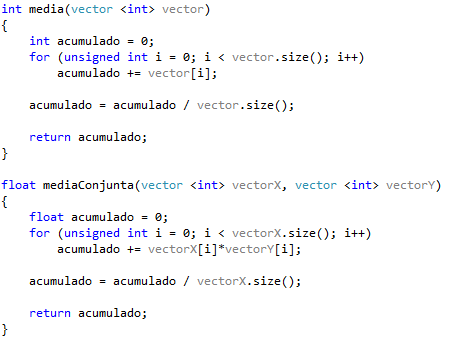 int media(vector <int> vector)
{
    int acumulado = 0;
    for (unsigned int i = 0; i < vector.size(); i++)
        acumulado += vector[i];

    acumulado = acumulado / vector.size();

    return acumulado;
}

float mediaConjunta(vector <int> vectorX, vector <int> vectorY)
{
    float acumulado = 0;
    for (unsigned int i = 0; i < vectorX.size(); i++)
        acumulado += vectorX[i]*vectorY[i];

    acumulado = acumulado / vectorX.size();

    return acumulado;
}